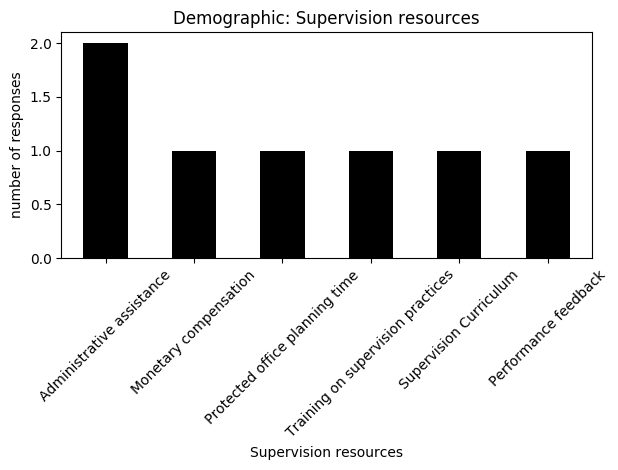 Demographic: Supervision resources
number of responses
2.0
1.5
1.0
0.5
0.0
Administrative assistance
Monetary compensation
Protected office planning time
Training on supervision practices
Supervision Curriculum
Performance feedback
Supervision resources